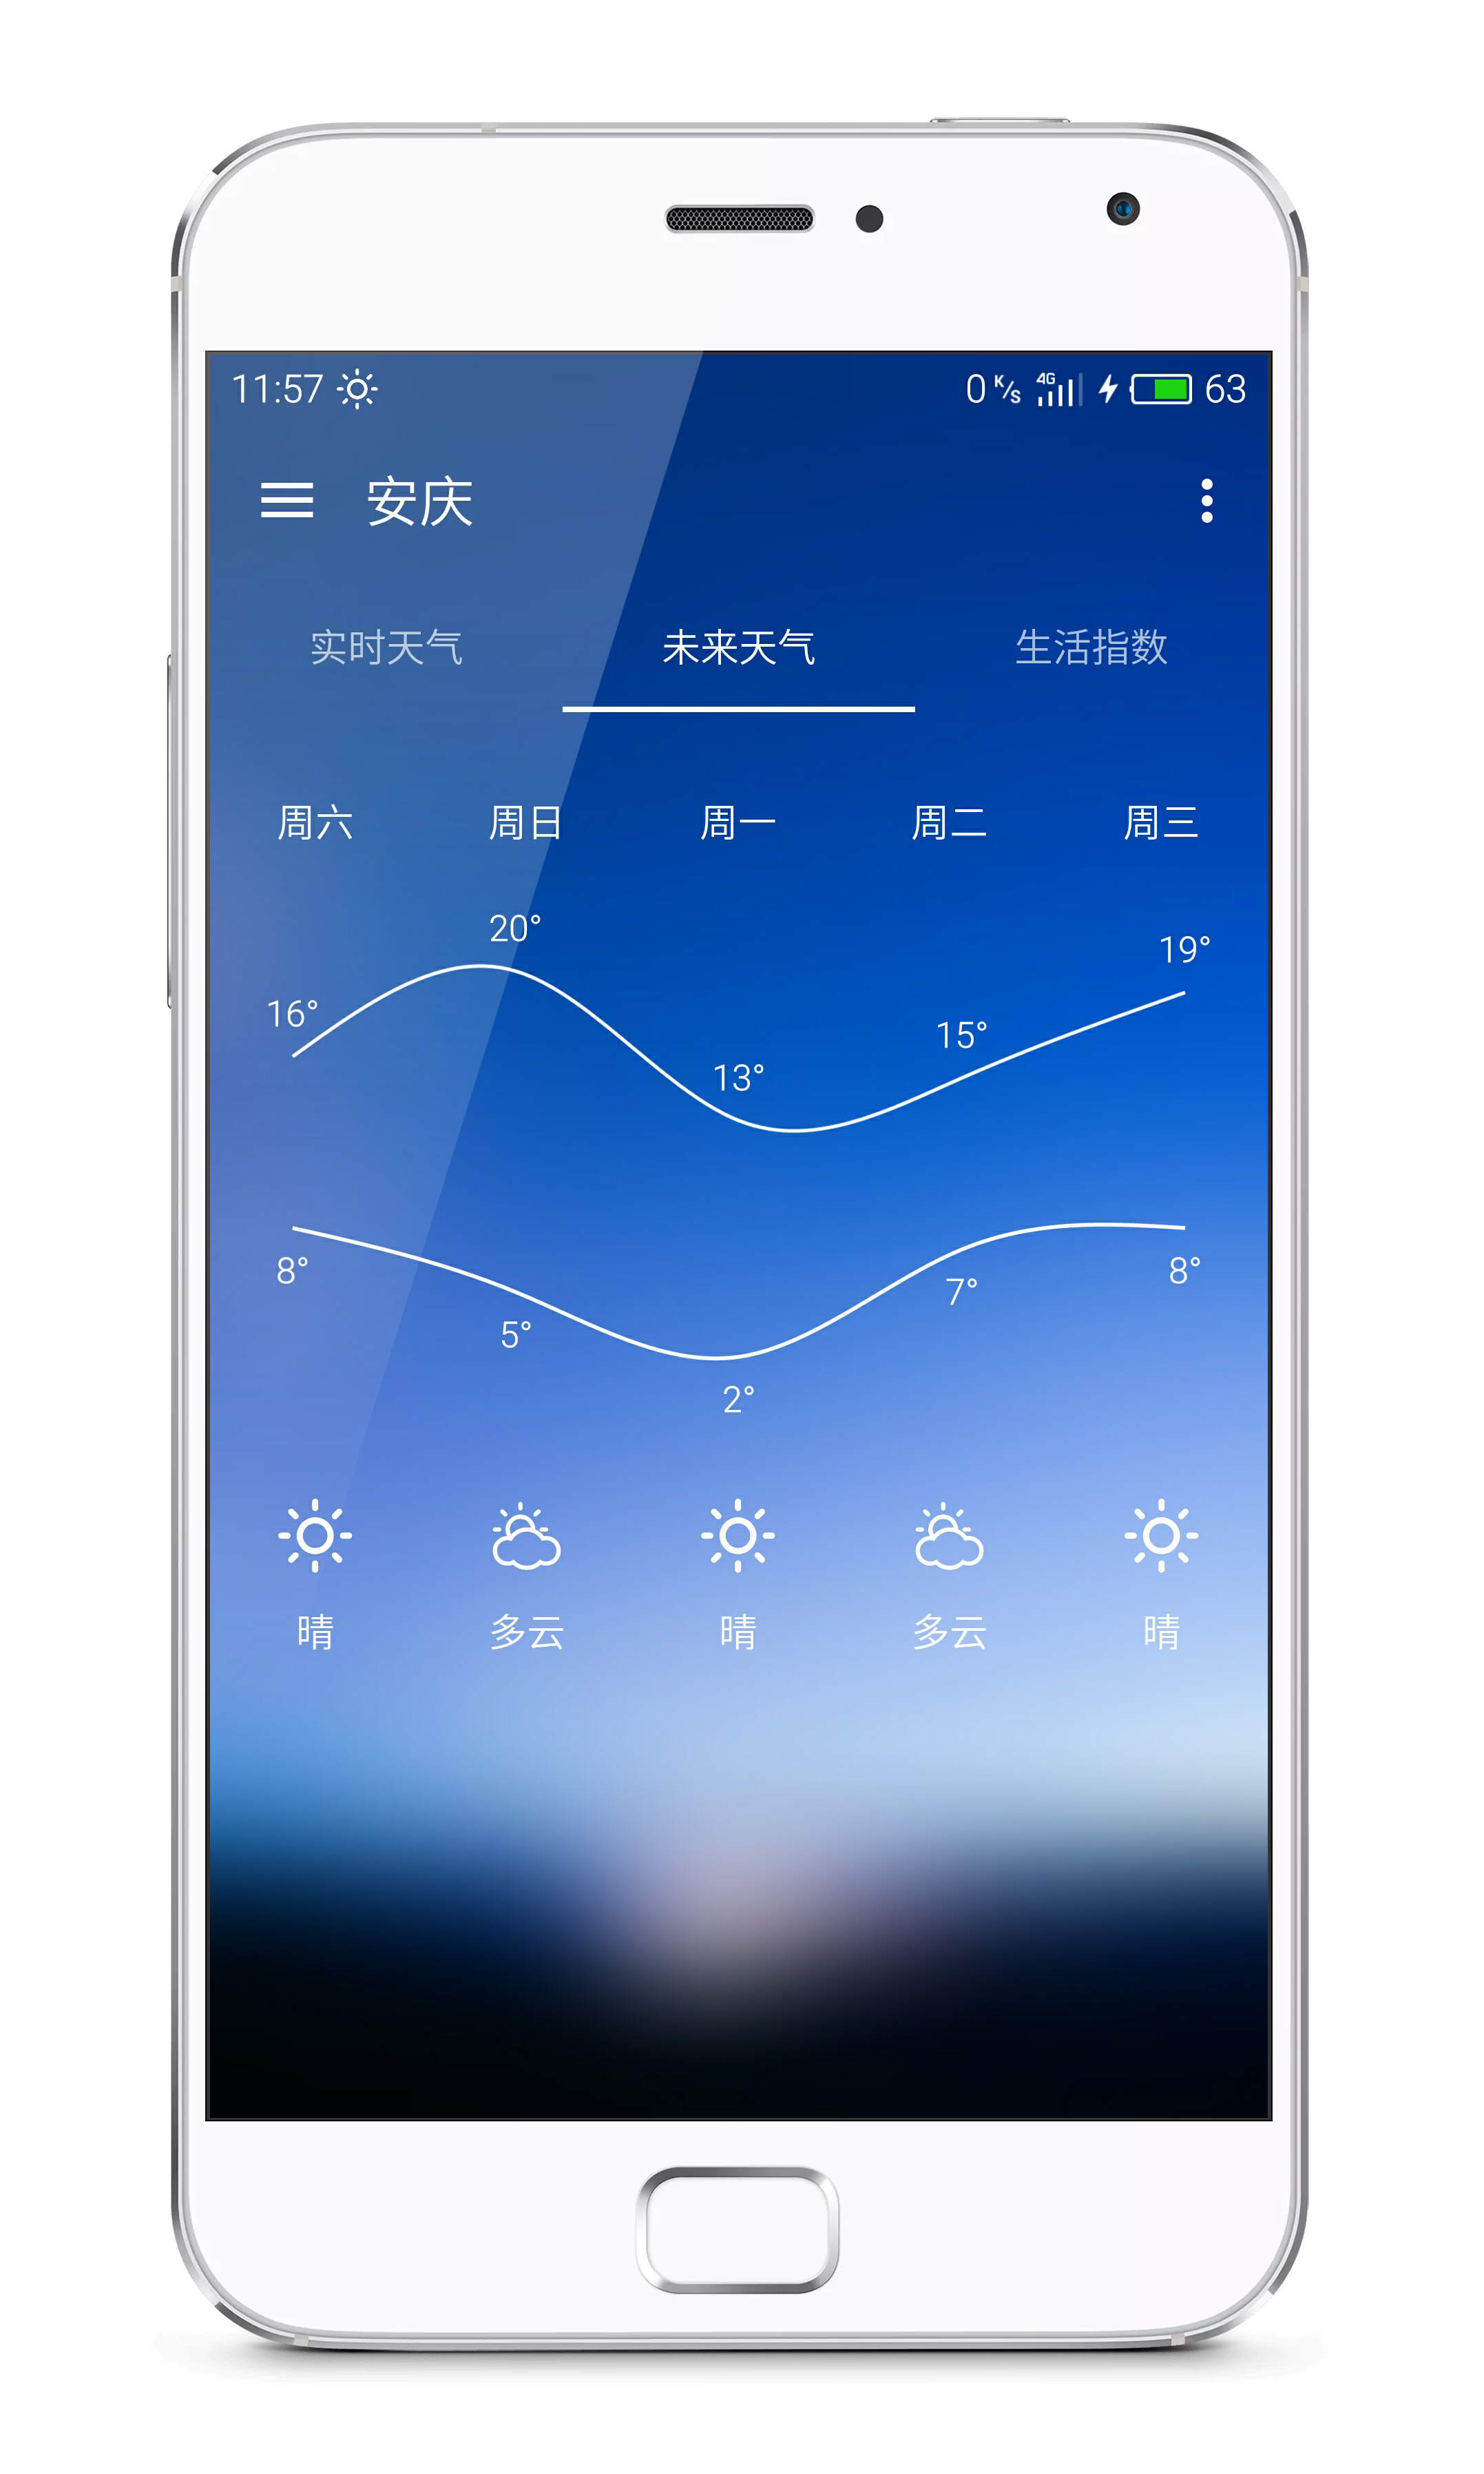 11:57 0 K/s 4G 63
安庆
实时天气 未来天气 生活指数
周六 周日 周一 周二 周三
16° 20° 13° 15° 19°
8° 5° 2° 7° 8°
晴 多云 晴 多云 晴